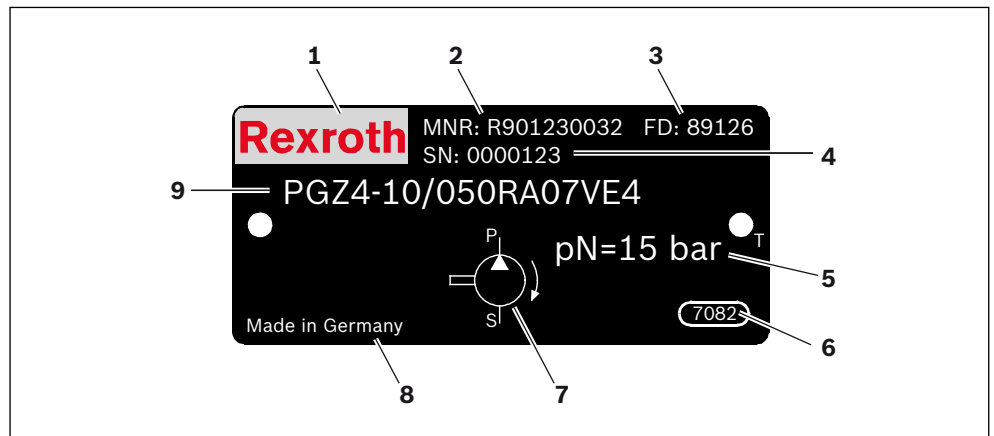 1 2 3
Rexroth MNR: R901230032 FD: 89126
SN: 0000123 4
9 PGZ4-10/050RA07VE4
P T
pN=15 bar 5
S 7082 6
Made in Germany
8 7